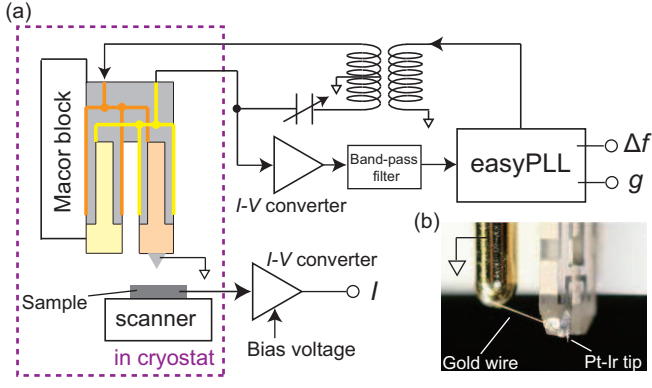 (a)
Macor block
I-V converter
Band-pass
filter
easyPLL
Δf
g
(b)
I-V converter
Sample
I
scanner
in cryostat
Bias voltage
Gold wire
Pt-Ir tip